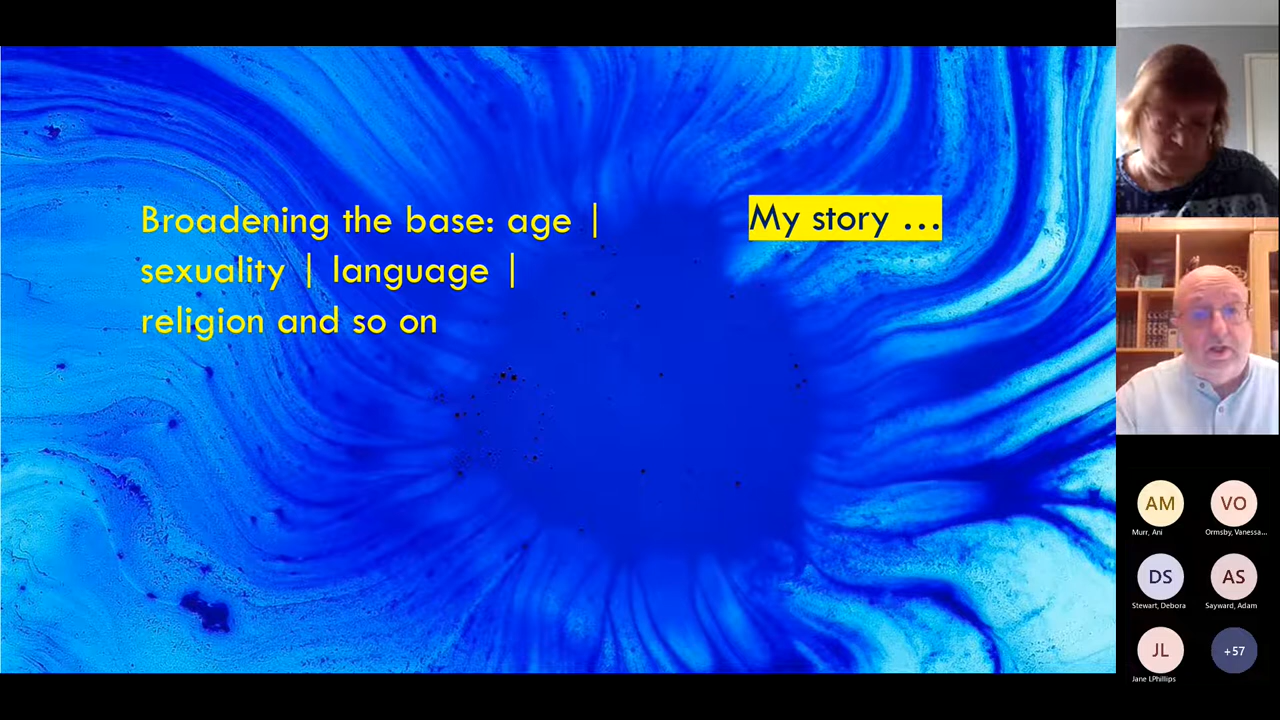 Broadening the base: age |
sexuality | language |
religion and so on
My story ...
AM
VO
Murr, Ani
Ormsby, Vanessa...
DS
AS
Stewart, Debora
Sayward, Adam
JL
+57
Jane LPhillips